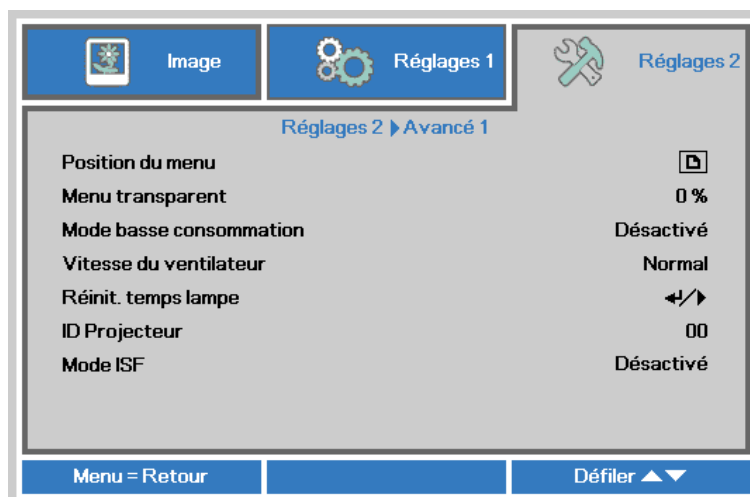 Image
Réglages 1
Réglages 2
Réglages 2 Avancé 1
Position du menu
Menu transparent 0 %
Mode basse consommation Désactivé
Vitesse du ventilateur Normal
Réinit. temps lampe
ID Projecteur 00
Mode ISF Désactivé
Menu = Retour
Défiler